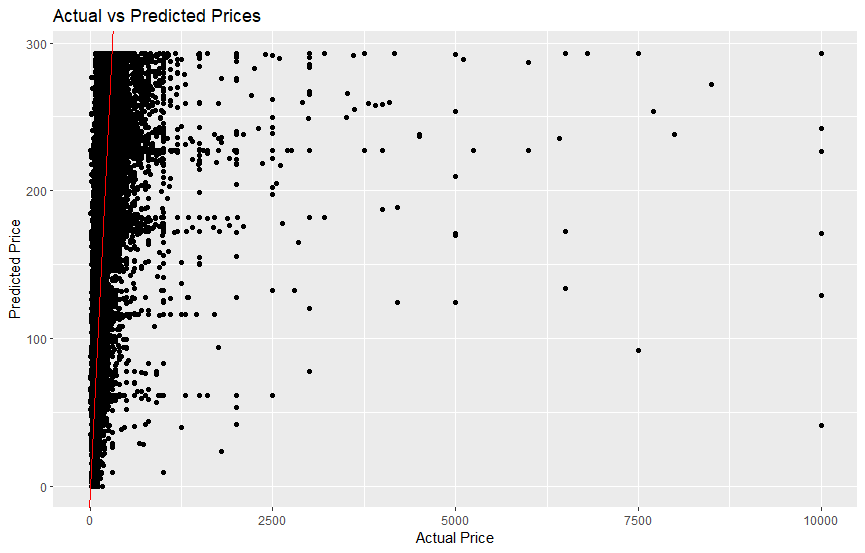 Actual vs Predicted Prices
300
200
100
0
Predicted Price
0 2500 5000 7500 10000
Actual Price